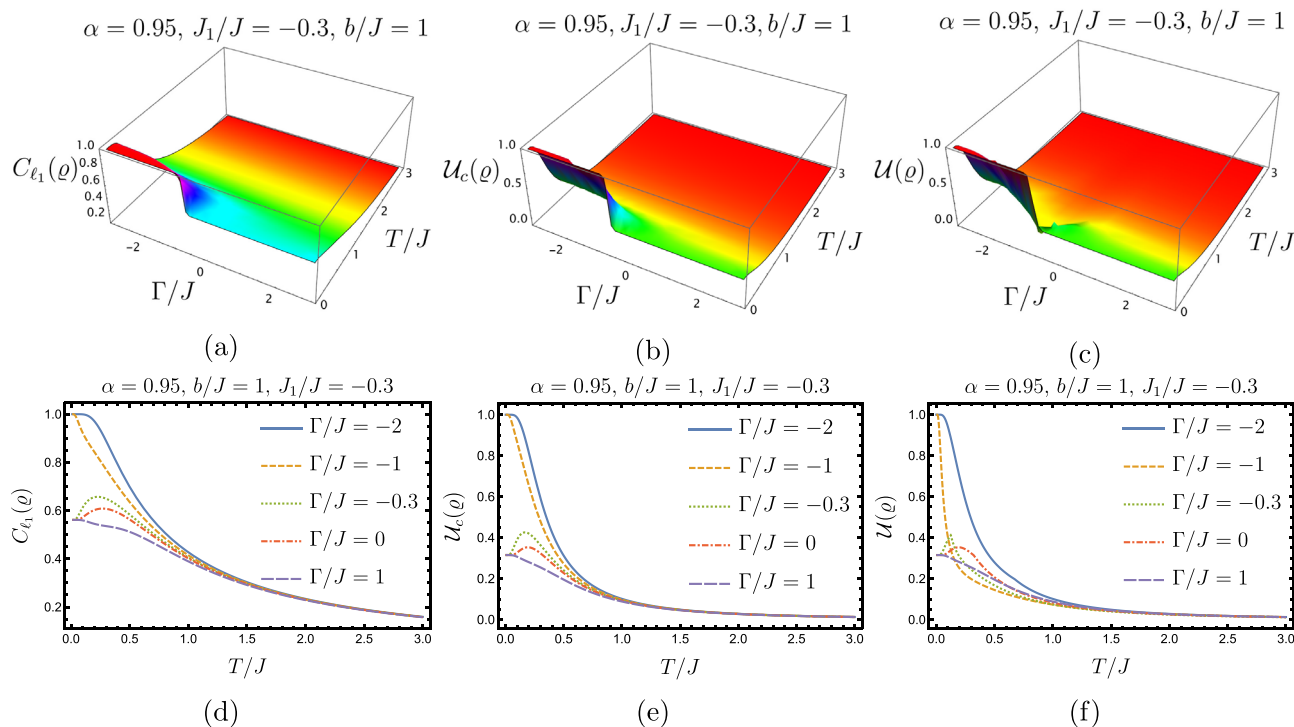 α = 0.95, J₁/J = −0.3, b/J = 1
α = 0.95, J₁/J = −0.3, b/J = 1
α = 0.95, J₁/J = −0.3, b/J = 1
1.0
0.8
0.6
0.4
0.2
C_{ℓ₁}(ϱ)
−2
0
2
Γ/J
0
1
2
3
T/J
(a)
1.0
0.5
0.0
𝒰_c(ϱ)
−2
0
2
Γ/J
0
1
2
3
T/J
(b)
1.0
0.5
0.0
𝒰(ϱ)
−2
0
2
Γ/J
0
1
2
3
T/J
(c)
α = 0.95, b/J = 1, J₁/J = −0.3
1.0
0.8
0.6
0.4
0.2
C_{ℓ₁}(ϱ)
Γ/J = −2
Γ/J = −1
Γ/J = −0.3
Γ/J = 0
Γ/J = 1
0.0 0.5 1.0 1.5 2.0 2.5 3.0
T/J
(d)
α = 0.95, b/J = 1, J₁/J = −0.3
1.0
0.8
0.6
0.4
0.2
0.0
𝒰_c(ϱ)
Γ/J = −2
Γ/J = −1
Γ/J = −0.3
Γ/J = 0
Γ/J = 1
0.0 0.5 1.0 1.5 2.0 2.5 3.0
T/J
(e)
α = 0.95, b/J = 1, J₁/J = −0.3
1.0
0.8
0.6
0.4
0.2
0.0
𝒰(ϱ)
Γ/J = −2
Γ/J = −1
Γ/J = −0.3
Γ/J = 0
Γ/J = 1
0.0 0.5 1.0 1.5 2.0 2.5 3.0
T/J
(f)